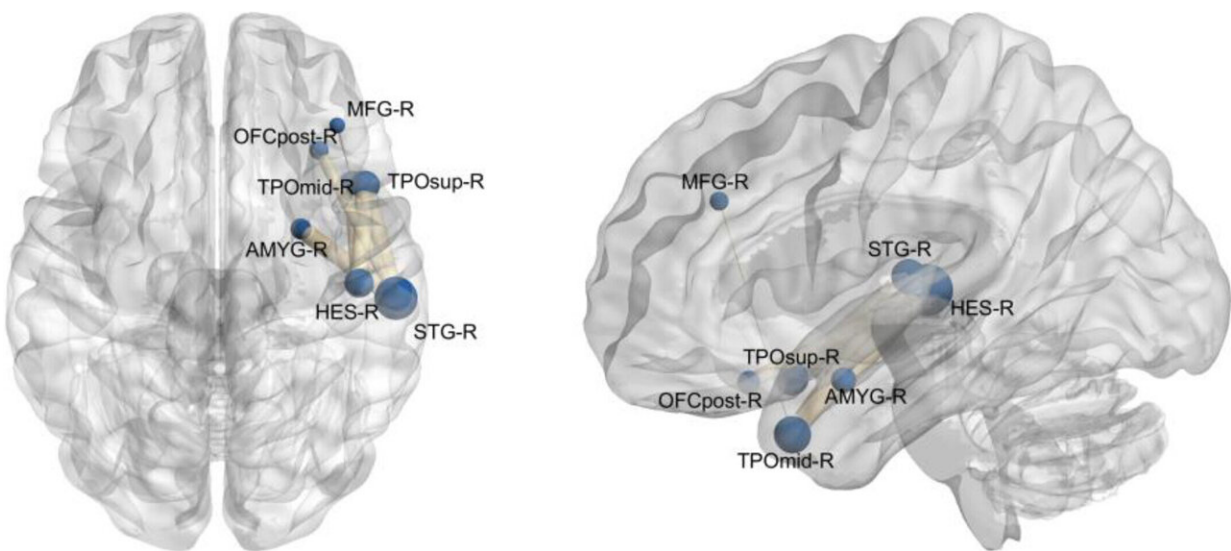 MFG-R
OFCpost-R
TPOmid-R
TPOsup-R
AMYG-R
HES-R
STG-R
MFG-R
STG-R
HES-R
TPOsup-R
OFCpost-R
AMYG-R
TPOmid-R